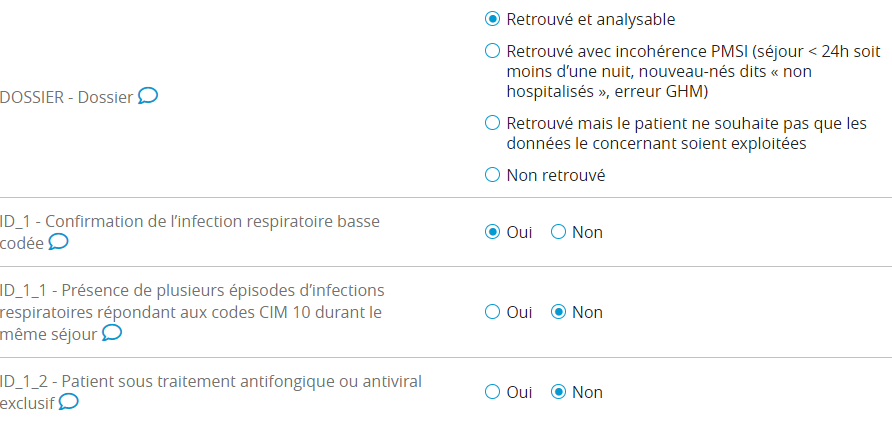 Retrouvé et analysable
DOSSIER - Dossier
Retrouvé avec incohérence PMSI (séjour < 24h soit
moins d’une nuit, nouveau-nés dits « non
hospitalisés », erreur GHM)
Retrouvé mais le patient ne souhaite pas que les
données le concernant soient exploitées
Non retrouvé
ID_1 - Confirmation de l’infection respiratoire basse
codée
Oui Non
ID_1_1 - Présence de plusieurs épisodes d’infections
respiratoires répondant aux codes CIM 10 durant le
même séjour
Oui Non
ID_1_2 - Patient sous traitement antifongique ou antiviral
exclusif
Oui Non